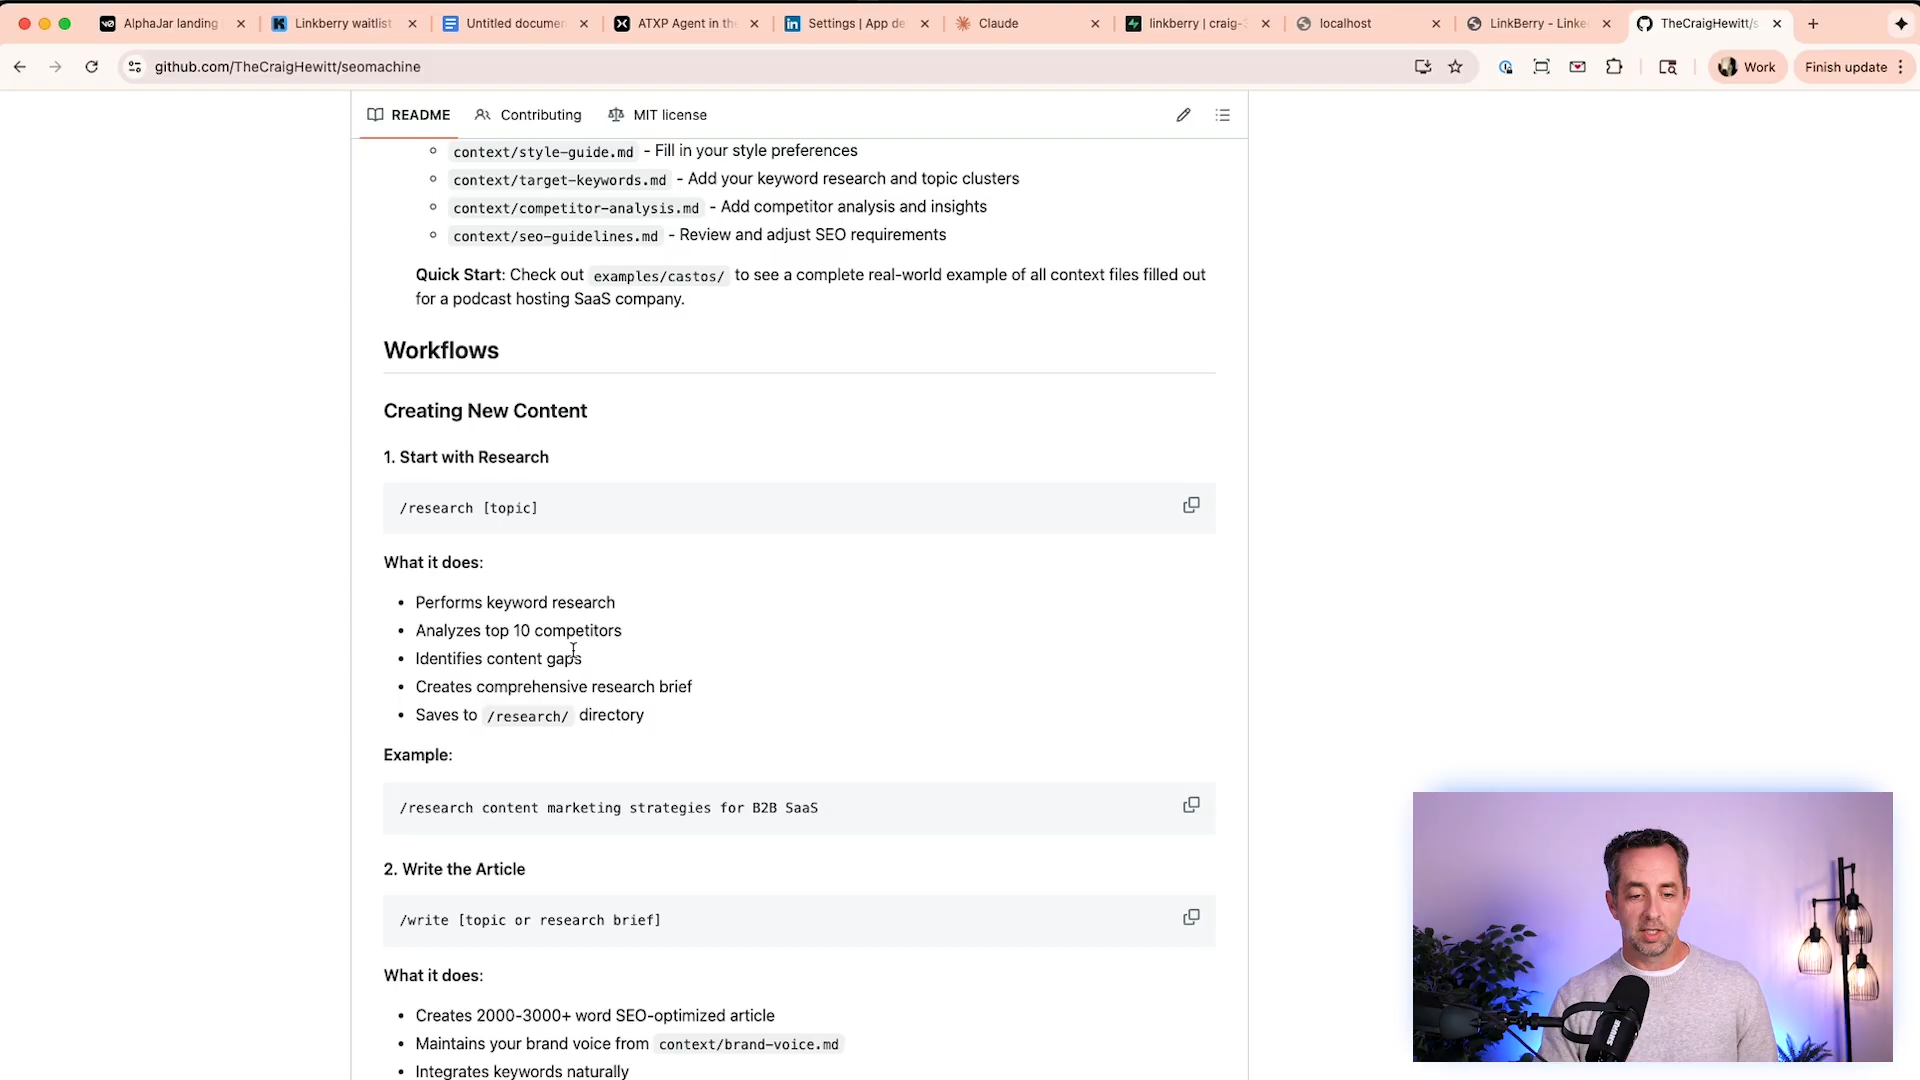 AlphaJar landing
Linkberry waitlist
Untitled documen
ATXP Agent in the
Settings | App de
Claude
linkberry | craig-
localhost
LinkBerry - Linke
TheCraigHewitt/s
github.com/TheCraigHewitt/seomachine
Work
Finish update
README
Contributing
MIT license
context/style-guide.md - Fill in your style preferences
context/target-keywords.md - Add your keyword research and topic clusters
context/competitor-analysis.md - Add competitor analysis and insights
context/seo-guidelines.md - Review and adjust SEO requirements
Quick Start: Check out examples/castos/ to see a complete real-world example of all context files filled out
for a podcast hosting SaaS company.
Workflows
Creating New Content
1. Start with Research
/research [topic]
What it does:
• Performs keyword research
• Analyzes top 10 competitors
• Identifies content gaps
• Creates comprehensive research brief
• Saves to /research/ directory
Example:
/research content marketing strategies for B2B SaaS
2. Write the Article
/write [topic or research brief]
What it does:
• Creates 2000-3000+ word SEO-optimized article
• Maintains your brand voice from context/brand-voice.md
• Integrates keywords naturally